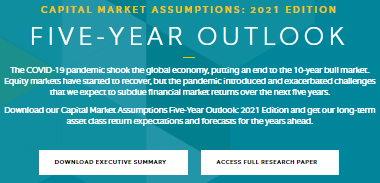 CAPITAL MARKET ASSUMPTIONS: 2021 EDITION
FIVE-YEAR OUTLOOK
The COVID-19 pandemic shook the global economy, putting an end to the 10-year bull market.
Equity markets have started to recover, but the pandemic introduced and exacerbated challenges
that we expect to subdue financial market returns over the next five years.
Download our Capital Market Assumptions Five-Year Outlook: 2021 Edition and get our long-term
asset class return expectations and forecasts for the years ahead.
DOWNLOAD EXECUTIVE SUMMARY
ACCESS FULL RESEARCH PAPER